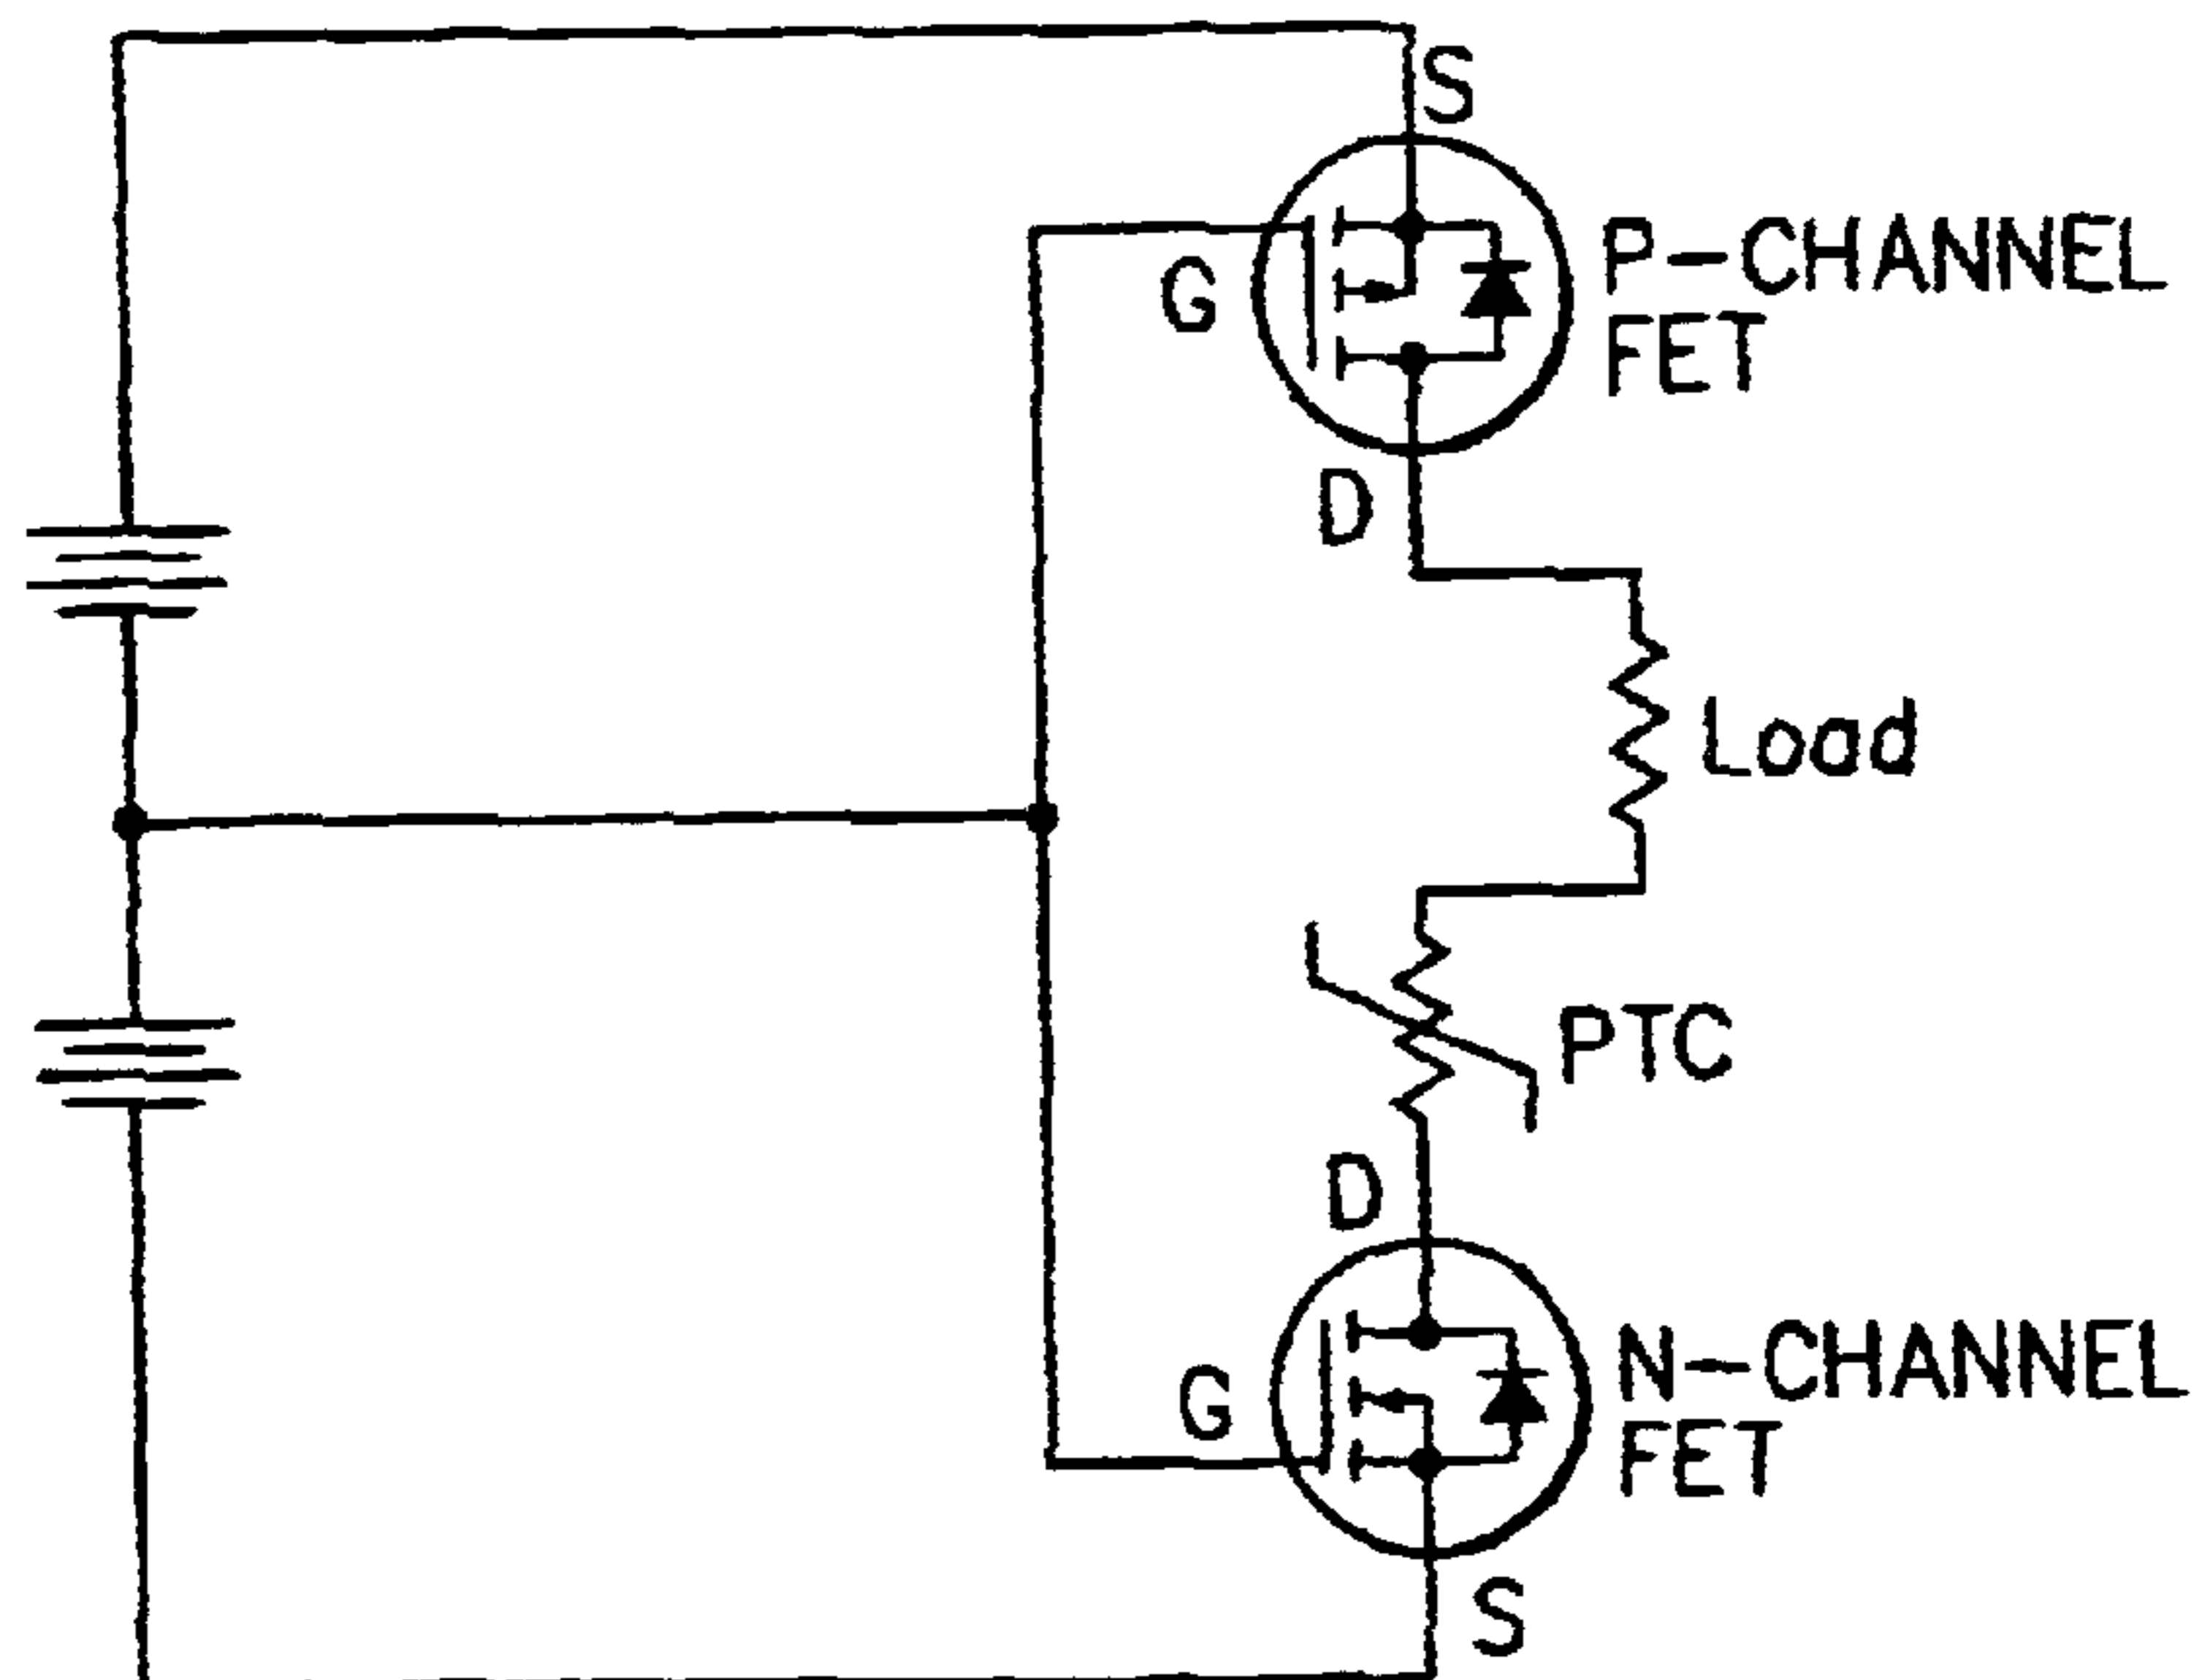 S
G
P-CHANNEL
FET
D
Load
PTC
D
G
N-CHANNEL
FET
S